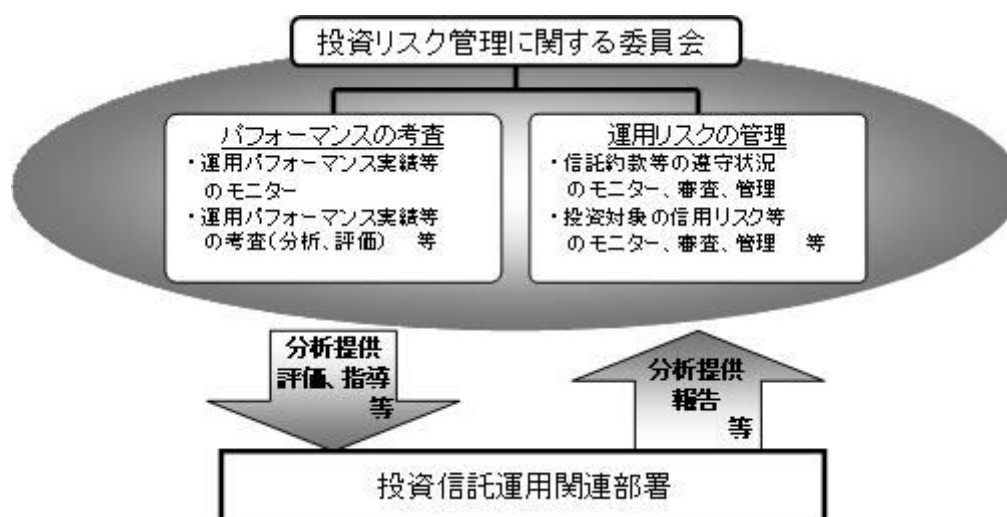 投資リスク管理に関する委員会
パフォーマンスの考査
・運用パフォーマンス実績等
のモニター
・運用パフォーマンス実績等
の考査(分析、評価) 等
運用リスクの管理
・信託約款等の遵守状況
のモニター、審査、管理
・投資対象の信用リスク等
のモニター、審査、管理 等
分析提供
評価、指導
等
分析提供
報告
等
投資信託運用関連部署